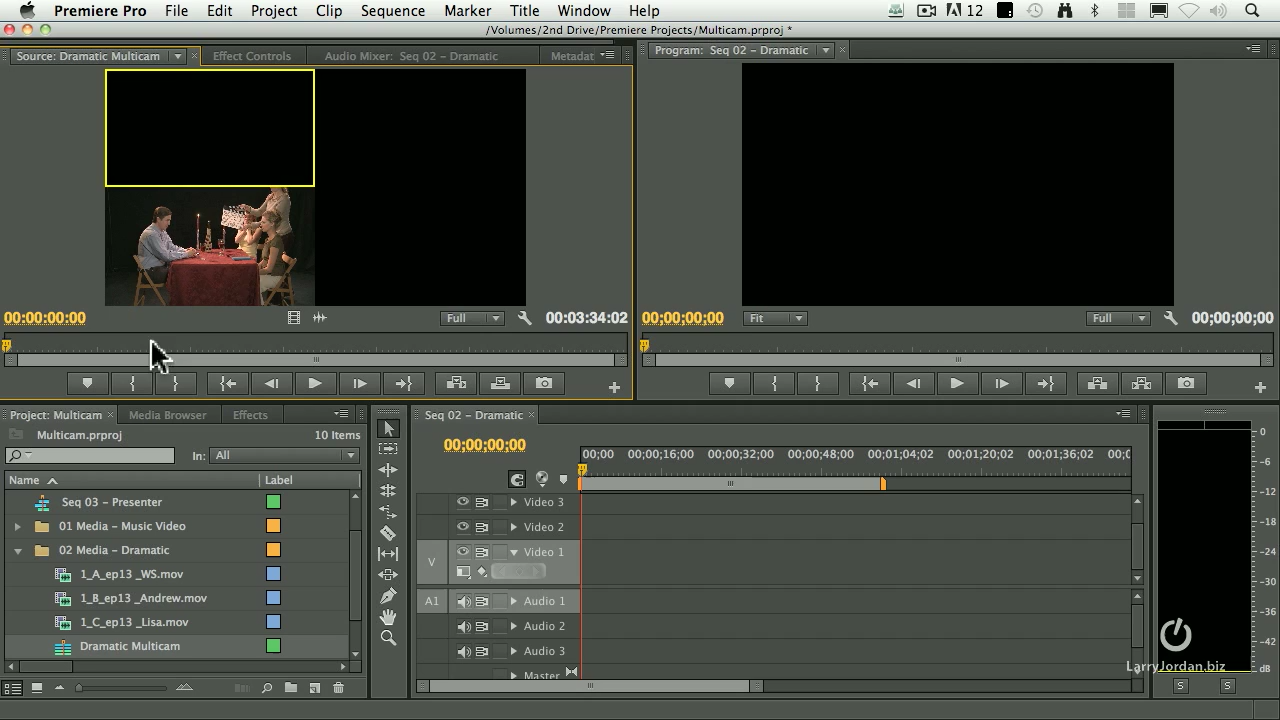 Premiere Pro File Edit Project Clip Sequence Marker Title Window Help 12
/Volumes/2nd Drive/Premiere Projects/Multicam.prproj *
Source: Dramatic Multicam × Effect Controls Audio Mixer: Seq 02 – Dramatic Metadat
Program: Seq 02 – Dramatic ×
00:00:00:00 Full 00:03:34:02
00;00;00;00 Fit Full 00;00;00;00
Project: Multicam × Media Browser Effects
Multicam.prproj 10 Items
In: All
Name Label
Seq 03 – Presenter
01 Media – Music Video
02 Media – Dramatic
1_A_ep13 _WS.mov
1_B_ep13 _Andrew.mov
1_C_ep13 _Lisa.mov
Dramatic Multicam
Seq 02 – Dramatic ×
00;00;00;00
00;00 00;00;16;00 00;00;32;00 00;00;48;00 00;01;04;02 00;01;20;02 00;01;36;02 00;0
Video 3
Video 2
V Video 1
A1 Audio 1
Audio 2
Audio 3
Master
0
-6
-12
-18
-24
-30
-36
-42
dB
LarryJordan.biz
S S